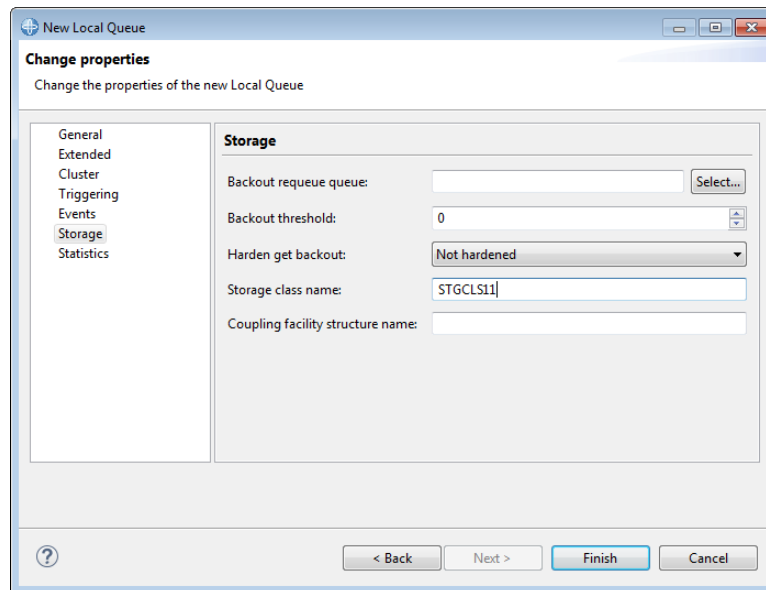 New Local Queue
Change properties
Change the properties of the new Local Queue
General
Extended
Cluster
Triggering
Events
Storage
Statistics
Storage
Backout requeue queue:
Select...
Backout threshold:
0
Harden get backout:
Not hardened
Storage class name:
STGCLS11
Coupling facility structure name:
?
< Back
Next >
Finish
Cancel